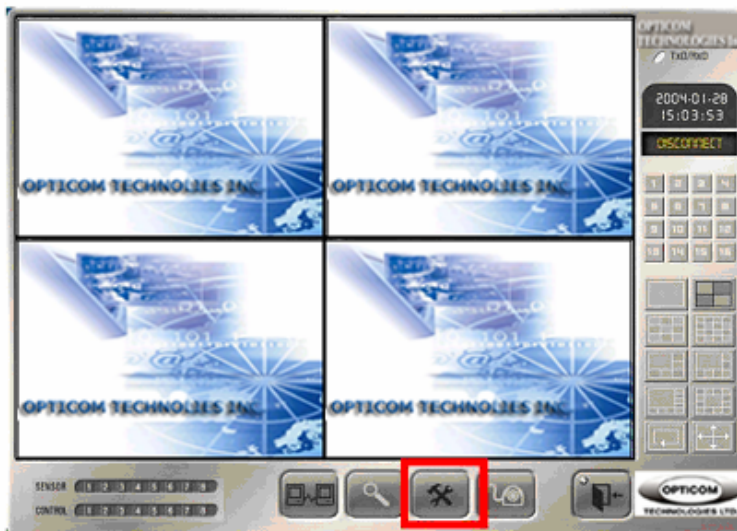 OPTICOM TECHNOLIES INC.
OPTICOM TECHNOLIES INC.
OPTICOM TECHNOLIES INC.
OPTICOM TECHNOLIES INC.
OPTICOM
TECHNOLOGIES In
TxD/RxD
2004-01-28
15:03:53
DISCONNECT
1 2 3 4
5 6 7 8
9 10 11 12
13 14 15 16
SENSOR 1 2 3 4 5 6 7 8
CONTROL 1 2 3 4 5 6 7 8
OPTICOM
TECHNOLOGIES LTD